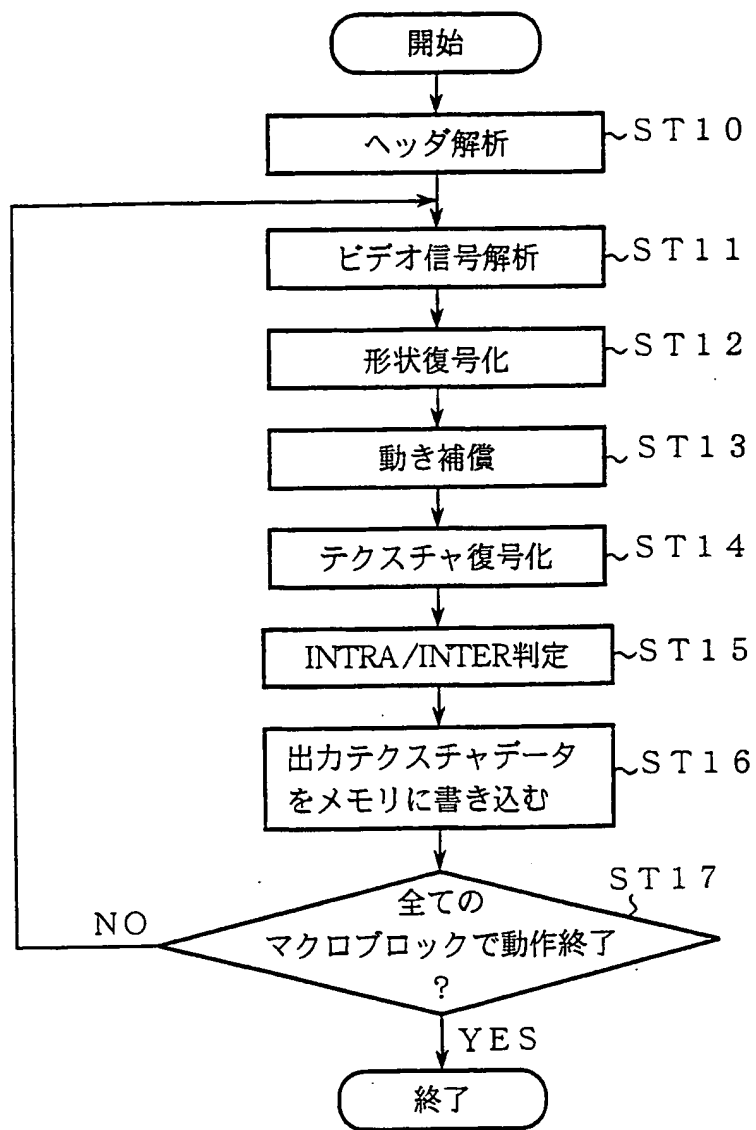 開始
ヘッダ解析
ST10
ビデオ信号解析
ST11
形状復号化
ST12
動き補償
ST13
テクスチャ復号化
ST14
INTRA/INTER判定
ST15
出力テクスチャデータ
をメモリに書き込む
ST16
ST17
全ての
マクロブロックで動作終了
?
NO
YES
終了